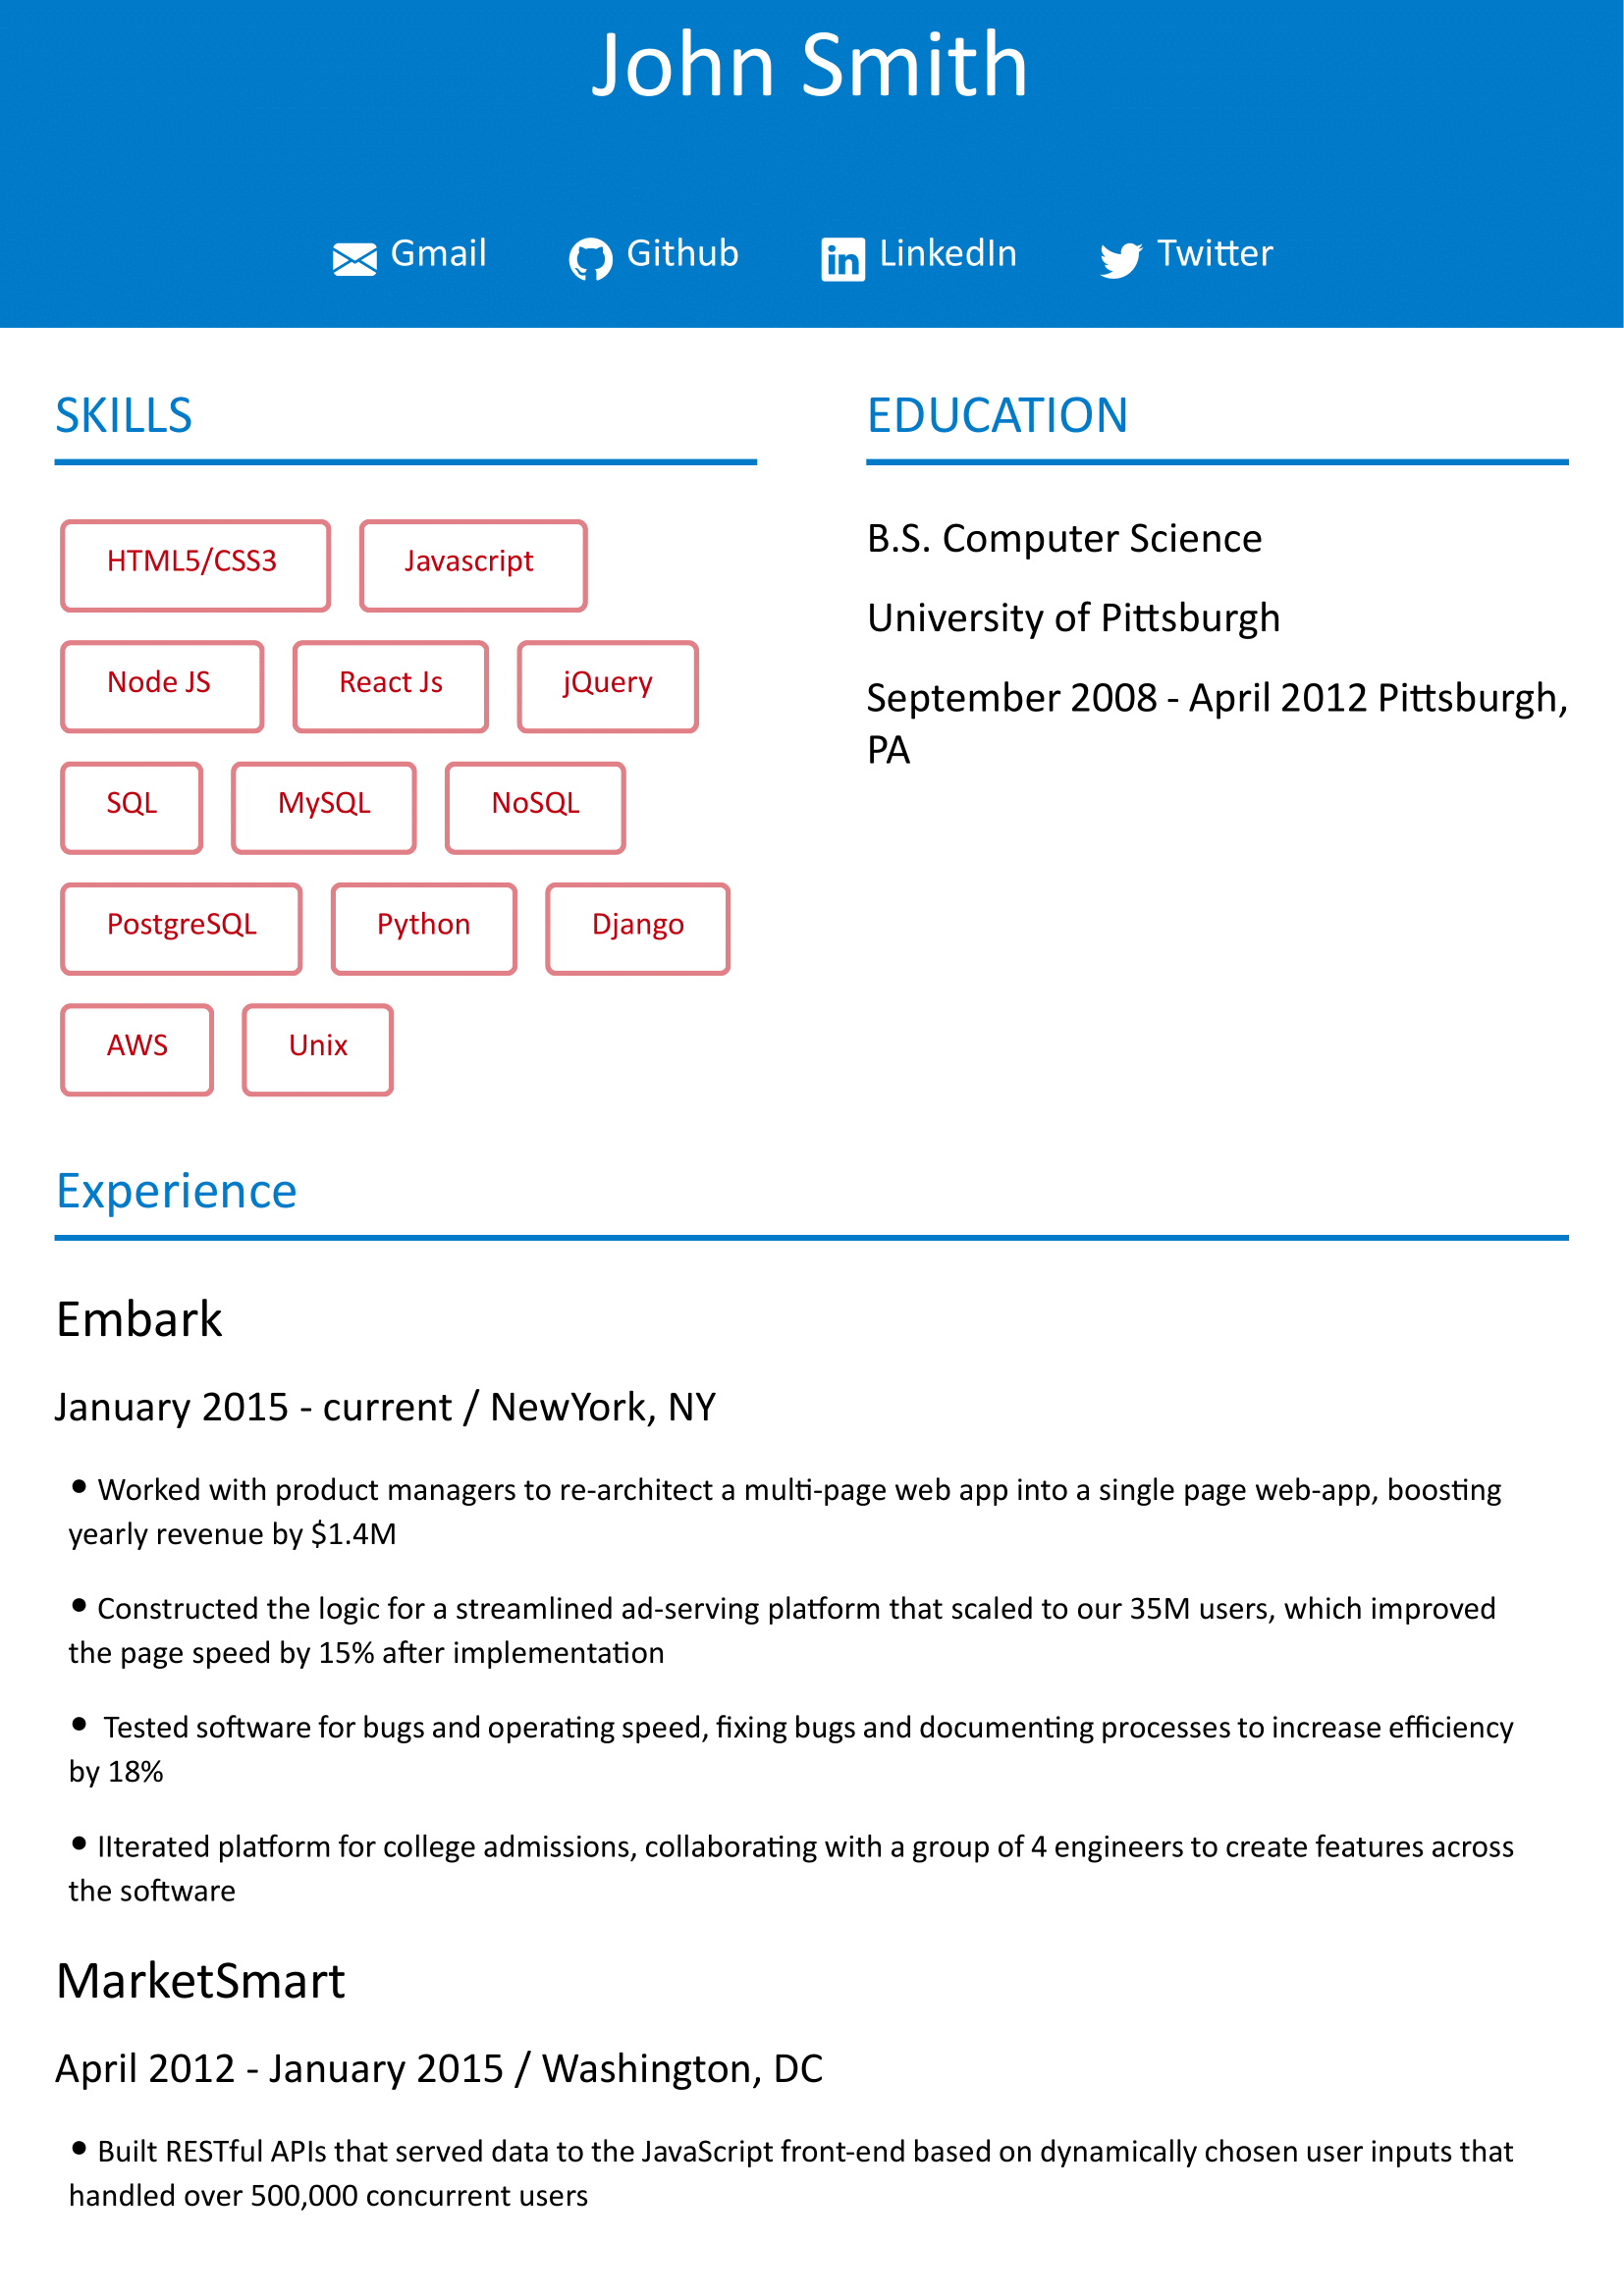 John Smith
Gmail Github LinkedIn Twitter
SKILLS
HTML5/CSS3 Javascript
Node JS React Js jQuery
SQL MySQL NoSQL
PostgreSQL Python Django
AWS Unix
EDUCATION
B.S. Computer Science
University of Pittsburgh
September 2008 - April 2012 Pittsburgh,
PA
Experience
Embark
January 2015 - current / NewYork, NY
• Worked with product managers to re-architect a multi-page web app into a single page web-app, boosting
yearly revenue by $1.4M
• Constructed the logic for a streamlined ad-serving platform that scaled to our 35M users, which improved
the page speed by 15% after implementation
• Tested software for bugs and operating speed, fixing bugs and documenting processes to increase efficiency
by 18%
• IIterated platform for college admissions, collaborating with a group of 4 engineers to create features across
the software
MarketSmart
April 2012 - January 2015 / Washington, DC
• Built RESTful APIs that served data to the JavaScript front-end based on dynamically chosen user inputs that
handled over 500,000 concurrent users